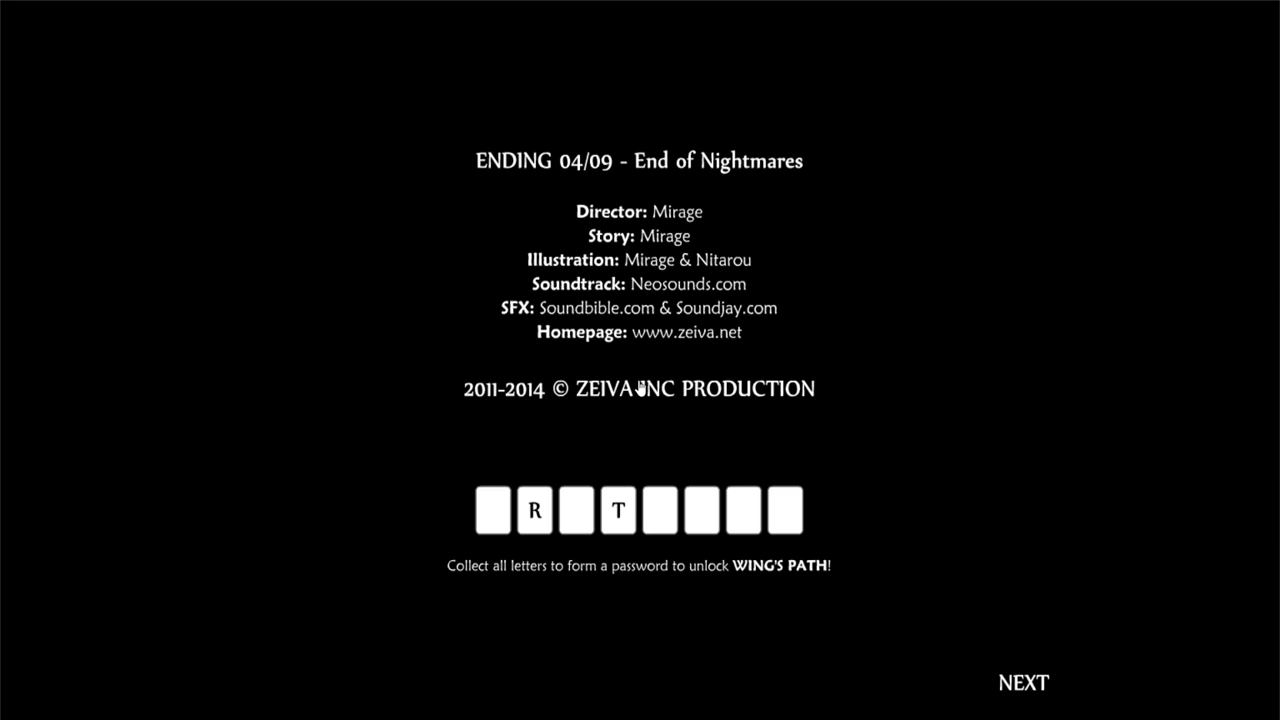 ENDING 04/09 - End of Nightmares
Director: Mirage
Story: Mirage
Illustration: Mirage & Nitarou
Soundtrack: Neosounds.com
SFX: Soundbible.com & Soundjay.com
Homepage: www.zeiva.net
2011-2014 © ZEIVA INC PRODUCTION
R T
Collect all letters to form a password to unlock WING'S PATH!
NEXT